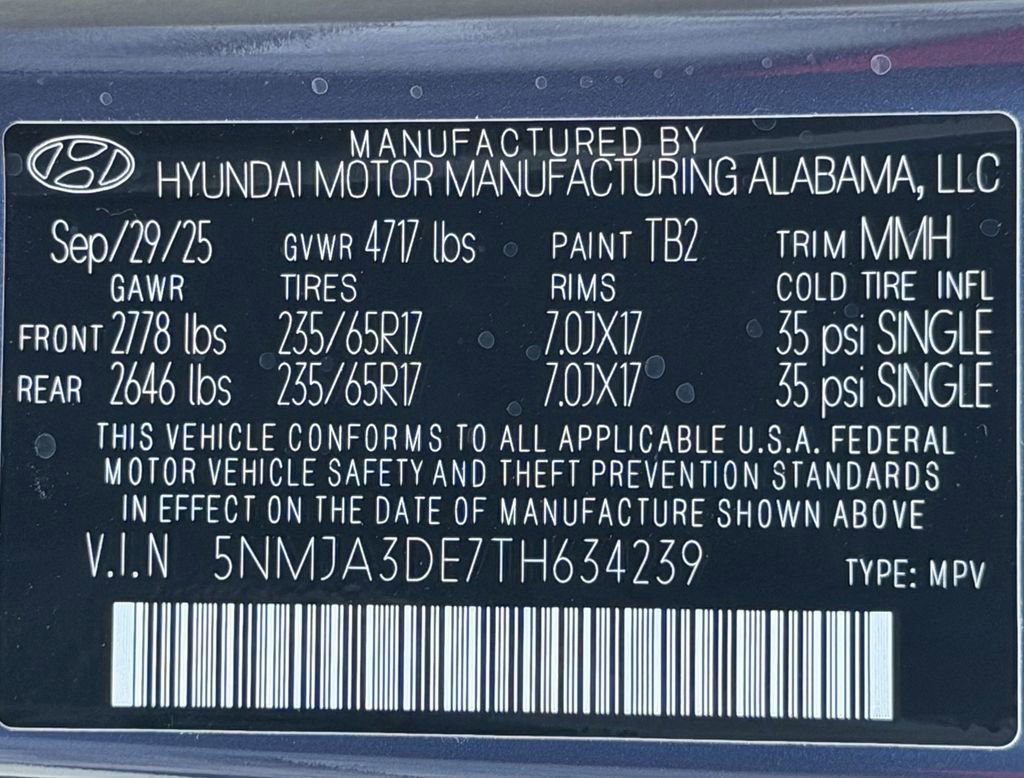 MANUFACTURED BY
HYUNDAI MOTOR MANUFACTURING ALABAMA, LLC
Sep/29/25 GVWR 4717 lbs PAINT TB2 TRIM MMH
GAWR TIRES RIMS COLD TIRE INFL
FRONT 2778 lbs 235/65R17 7.0JX17 35 psi SINGLE
REAR 2646 lbs 235/65R17 7.0JX17 35 psi SINGLE
THIS VEHICLE CONFORMS TO ALL APPLICABLE U.S.A. FEDERAL
MOTOR VEHICLE SAFETY AND THEFT PREVENTION STANDARDS
IN EFFECT ON THE DATE OF MANUFACTURE SHOWN ABOVE
V.I.N 5NMJA3DE7TH634239 TYPE: MPV